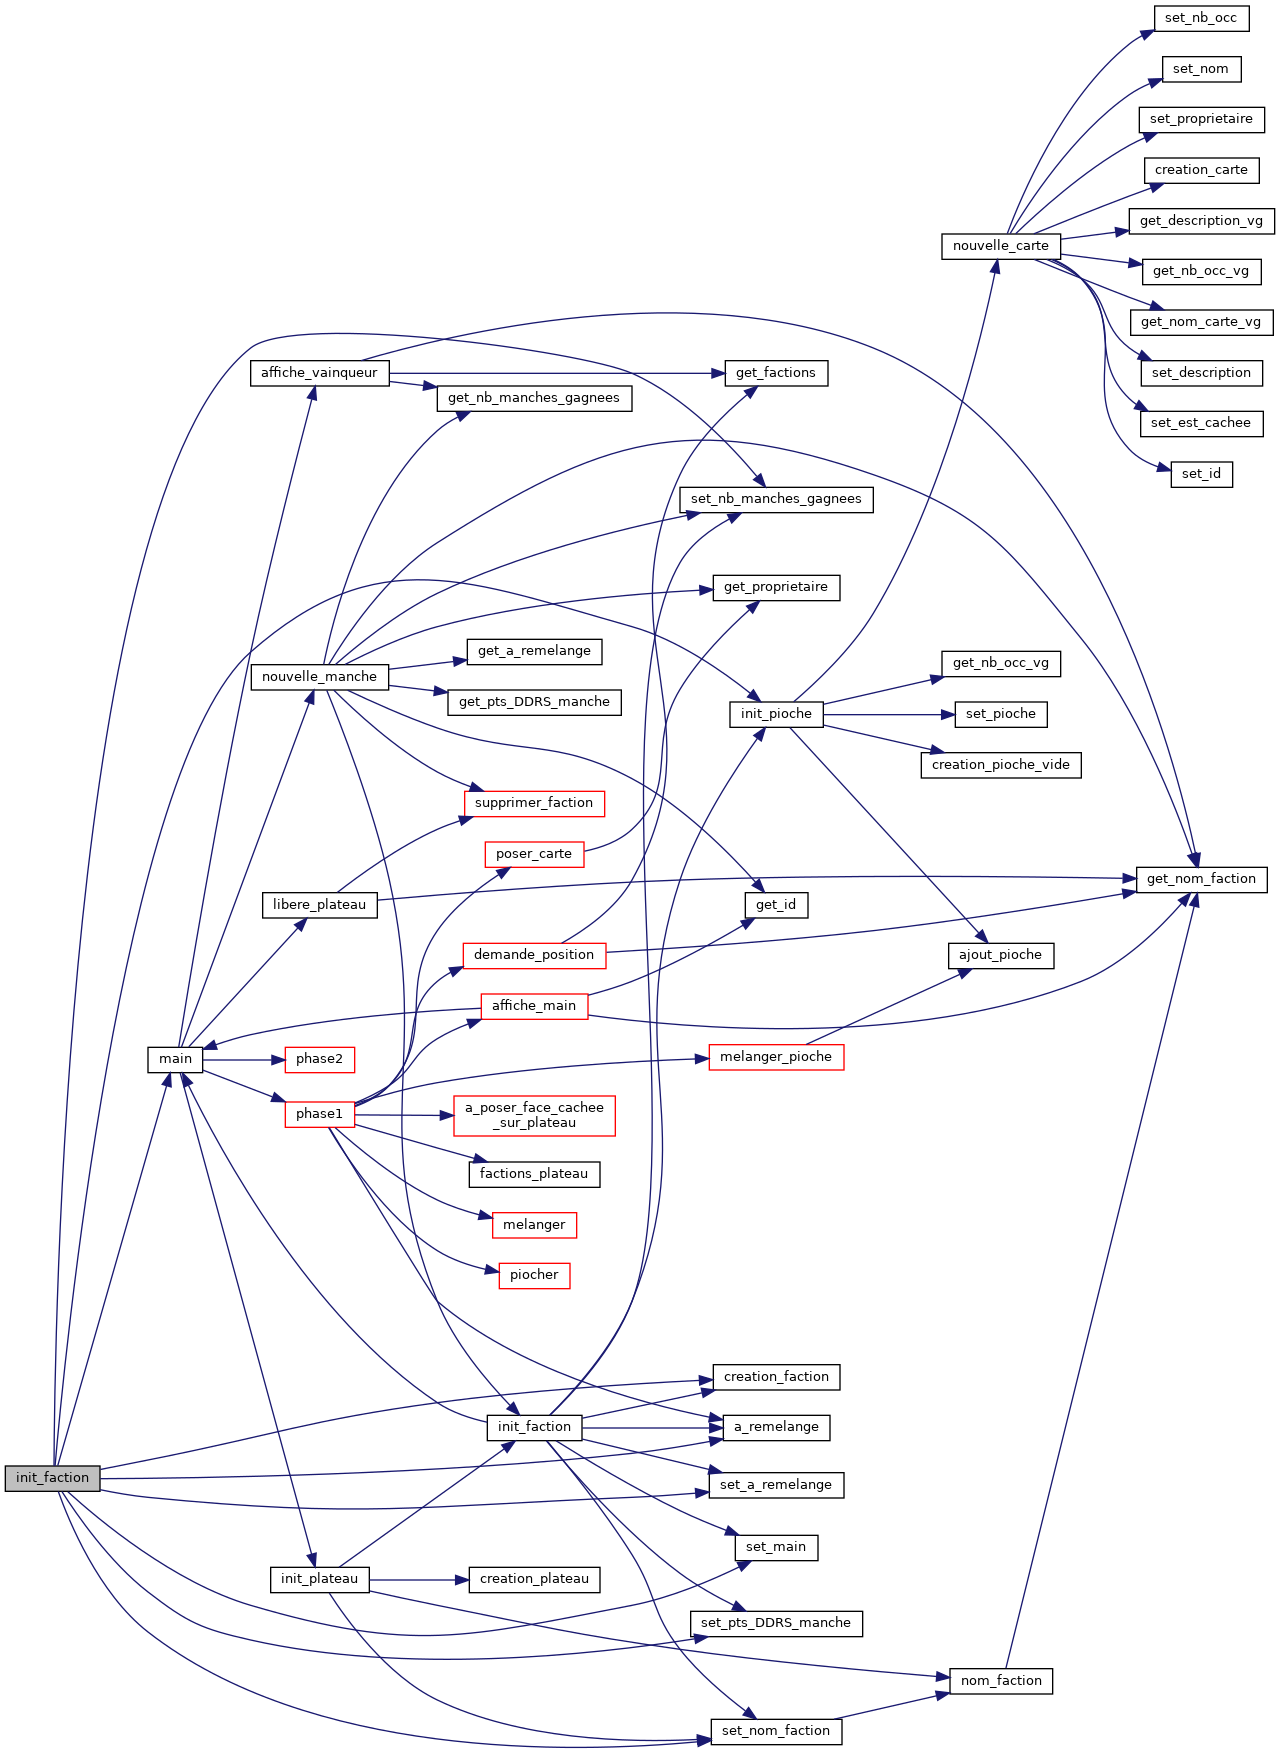 set_nb_occ
set_nom
set_proprietaire
creation_carte
get_description_vg
nouvelle_carte
get_nb_occ_vg
get_nom_carte_vg
affiche_vainqueur
get_factions
set_description
get_nb_manches_gagnees
set_est_cachee
set_id
set_nb_manches_gagnees
get_proprietaire
get_a_remelange
get_nb_occ_vg
nouvelle_manche
get_pts_DDRS_manche
init_pioche
set_pioche
creation_pioche_vide
supprimer_faction
poser_carte
get_nom_faction
libere_plateau
get_id
demande_position
ajout_pioche
affiche_main
main
phase2
melanger_pioche
phase1
a_poser_face_cachee
_sur_plateau
factions_plateau
melanger
piocher
creation_faction
init_faction
a_remelange
init_faction
set_a_remelange
set_main
init_plateau
creation_plateau
set_pts_DDRS_manche
nom_faction
set_nom_faction